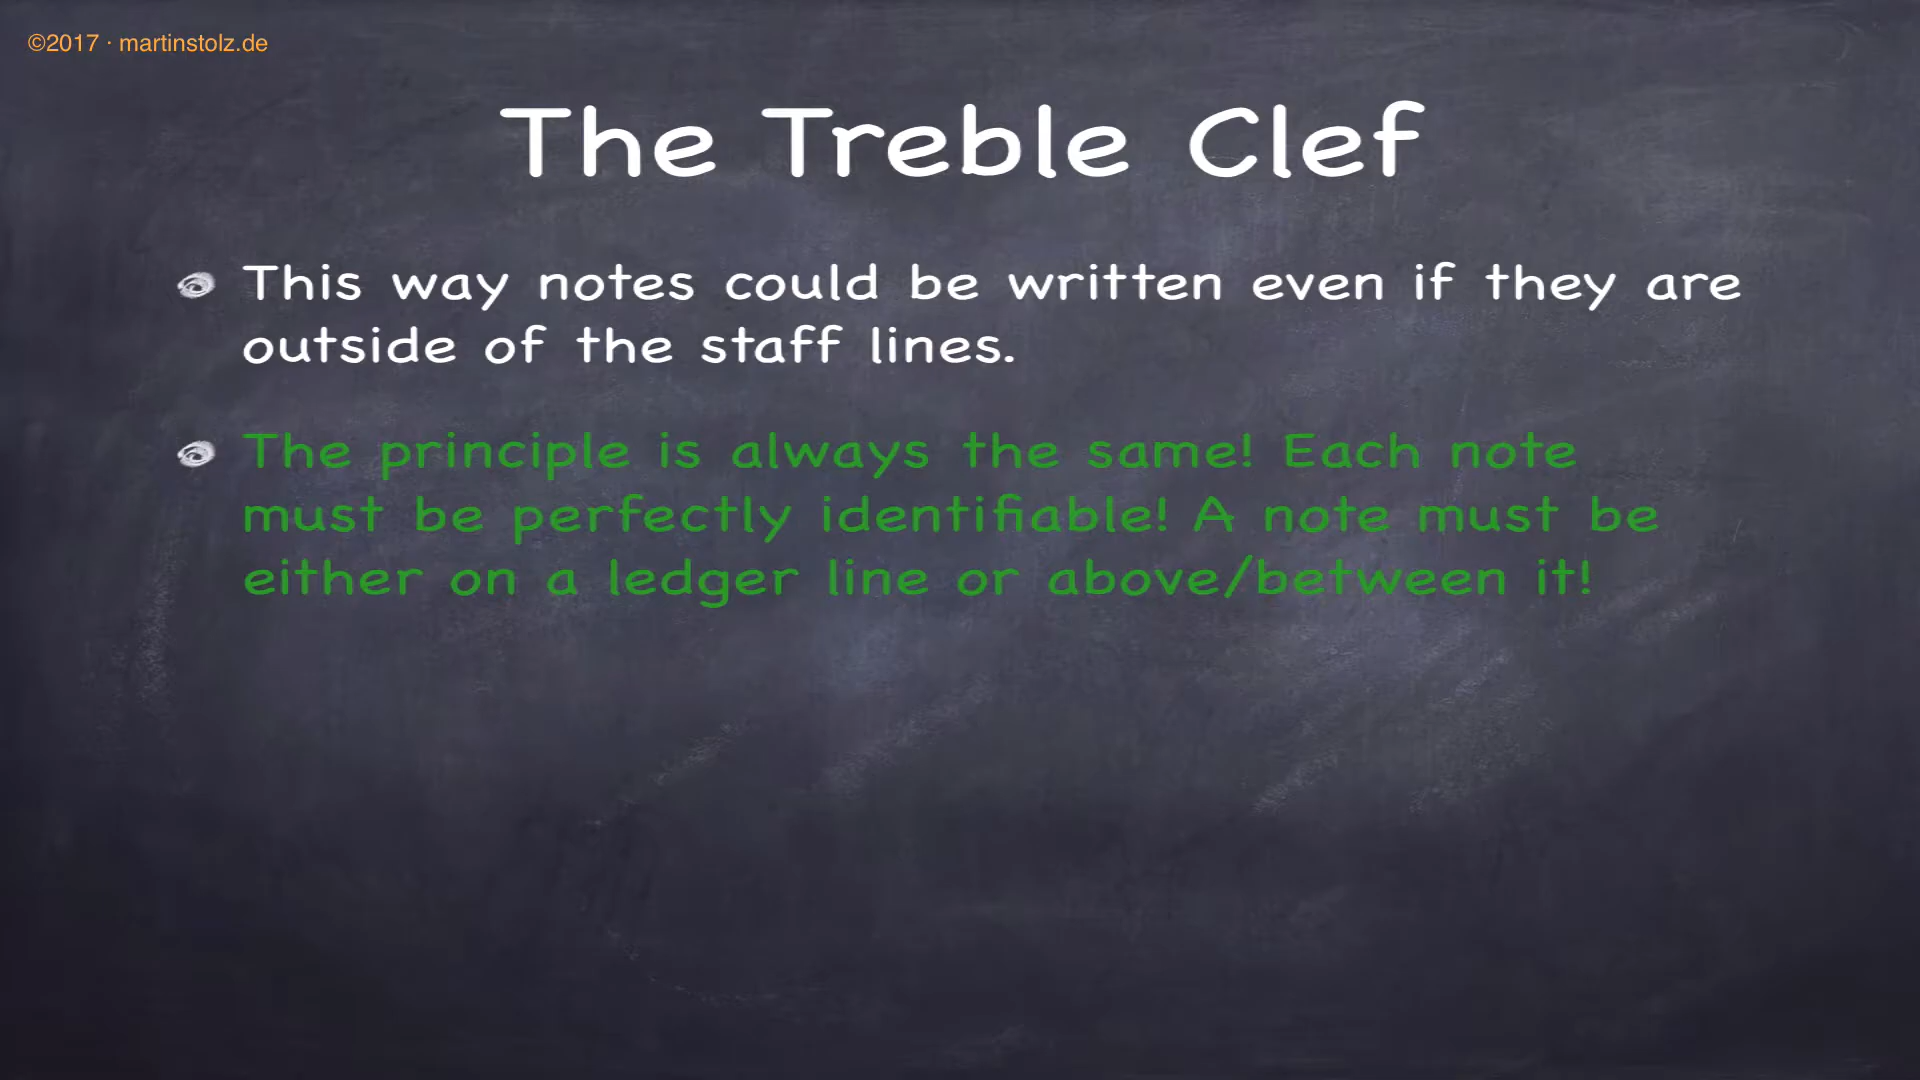 ©2017 · martinstolz.de
The Treble Clef
This way notes could be written even if they are
outside of the staff lines.
The principle is always the same! Each note
must be perfectly identifiable! A note must be
either on a ledger line or above/between it!